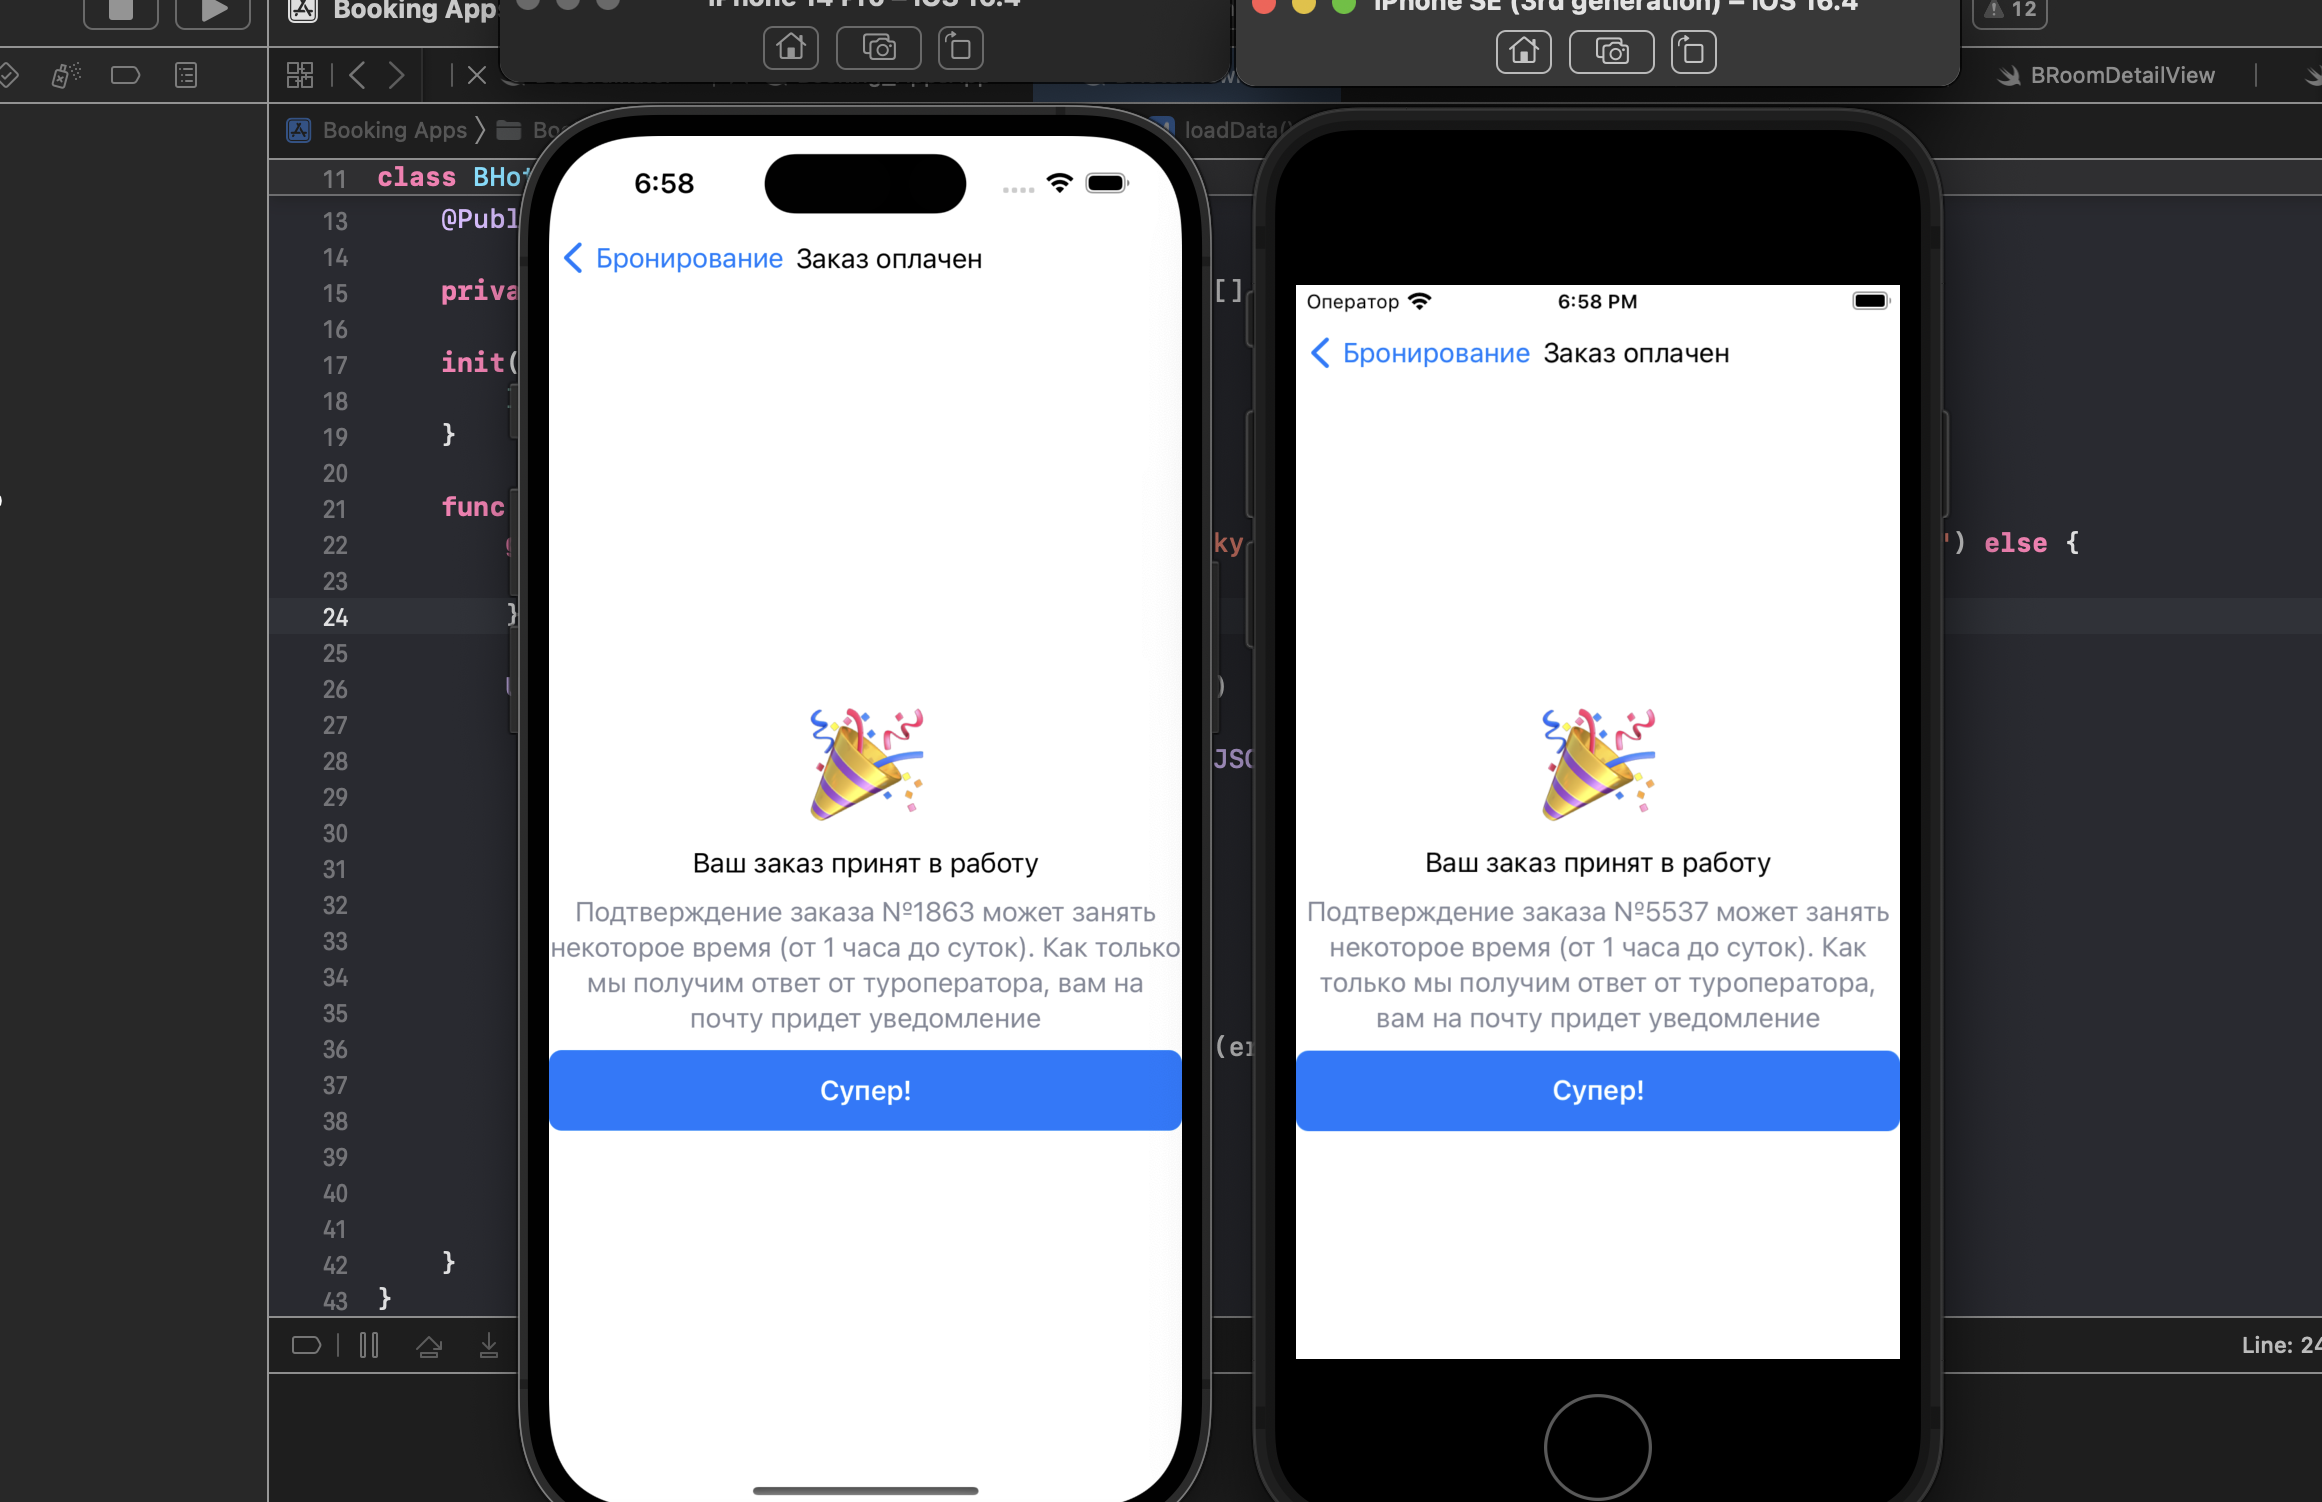 Booking Apps
iPhone 14 Pro – iOS 16.4
iPhone SE (3rd generation) – iOS 16.4
12
BRoomDetailView
Booking Apps
loadData()
11 class BHot
13 @Publ
14
15 priva
[]
16
17 init(
18
19 }
20
21 func
22
ky
") else {
23
24 }
25
26
)
27
28
JSO
29
30
31
32
33
34
35
36
(er
37
38
39
40
41
42 }
43 }
Line: 24
6:58
Бронирование Заказ оплачен
Ваш заказ принят в работу
Подтверждение заказа №1863 может занять
некоторое время (от 1 часа до суток). Как только
мы получим ответ от туроператора, вам на
почту придет уведомление
Супер!
Оператор 6:58 PM
Бронирование Заказ оплачен
Ваш заказ принят в работу
Подтверждение заказа №5537 может занять
некоторое время (от 1 часа до суток). Как
только мы получим ответ от туроператора,
вам на почту придет уведомление
Супер!